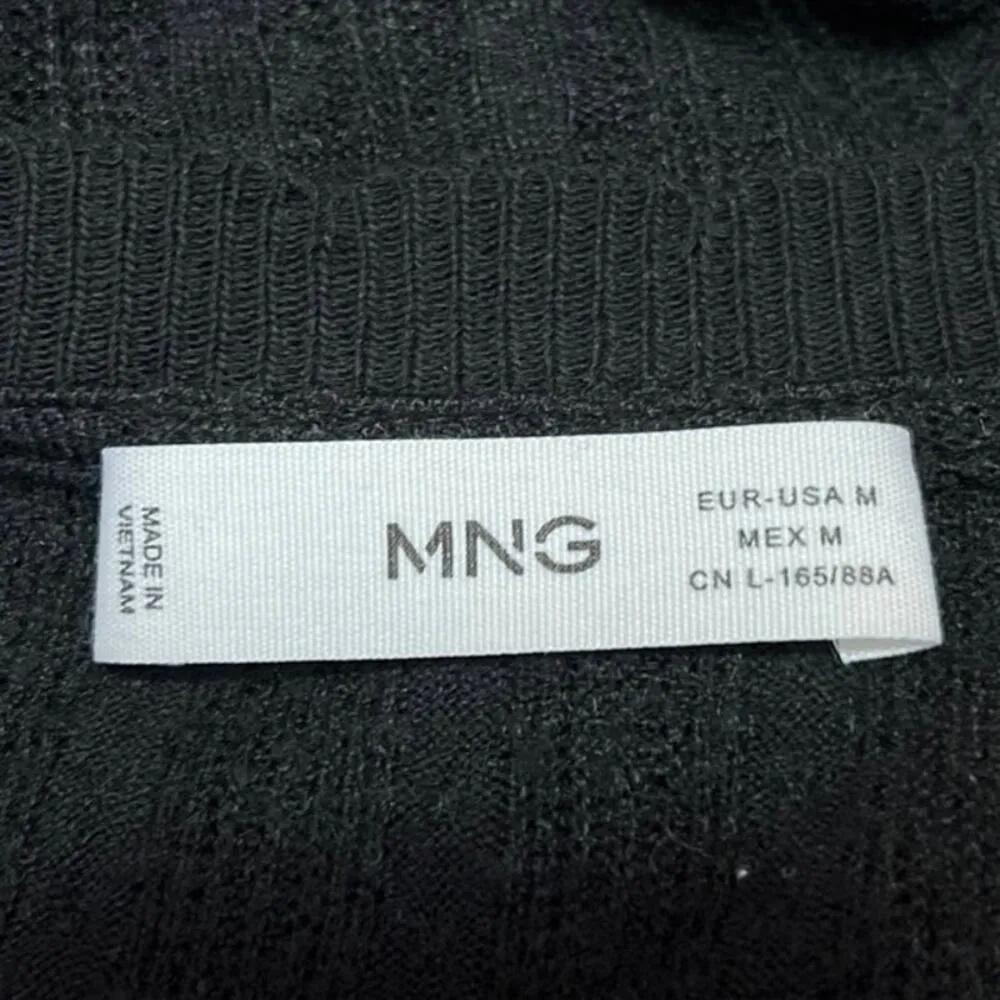 MADE IN
VIETNAM
MNG
EUR-USA M
MEX M
CN L-165/88A